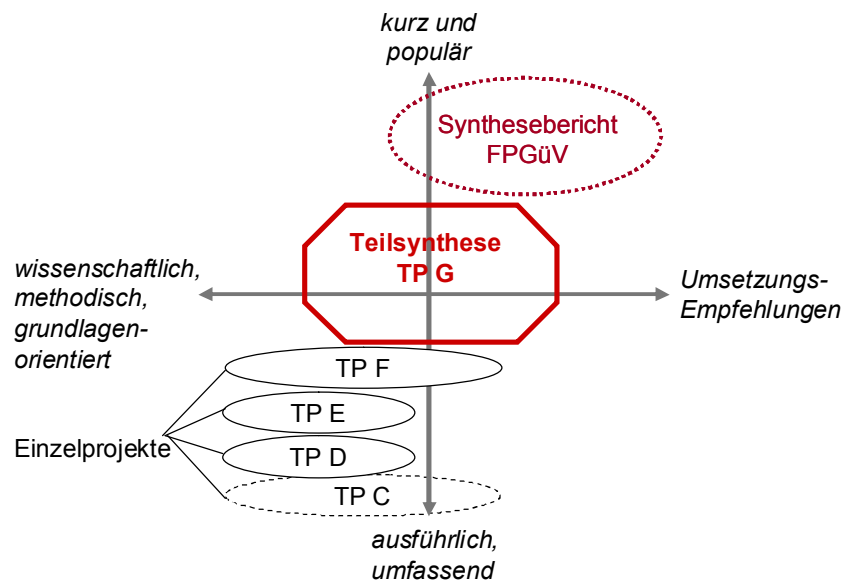 kurz und
populär
Synthesebericht
FPGüV
Teilsynthese
TP G
wissenschaftlich,
methodisch,
grundlagen-
orientiert
Umsetzungs-
Empfehlungen
TP F
TP E
Einzelprojekte
TP D
TP C
ausführlich,
umfassend